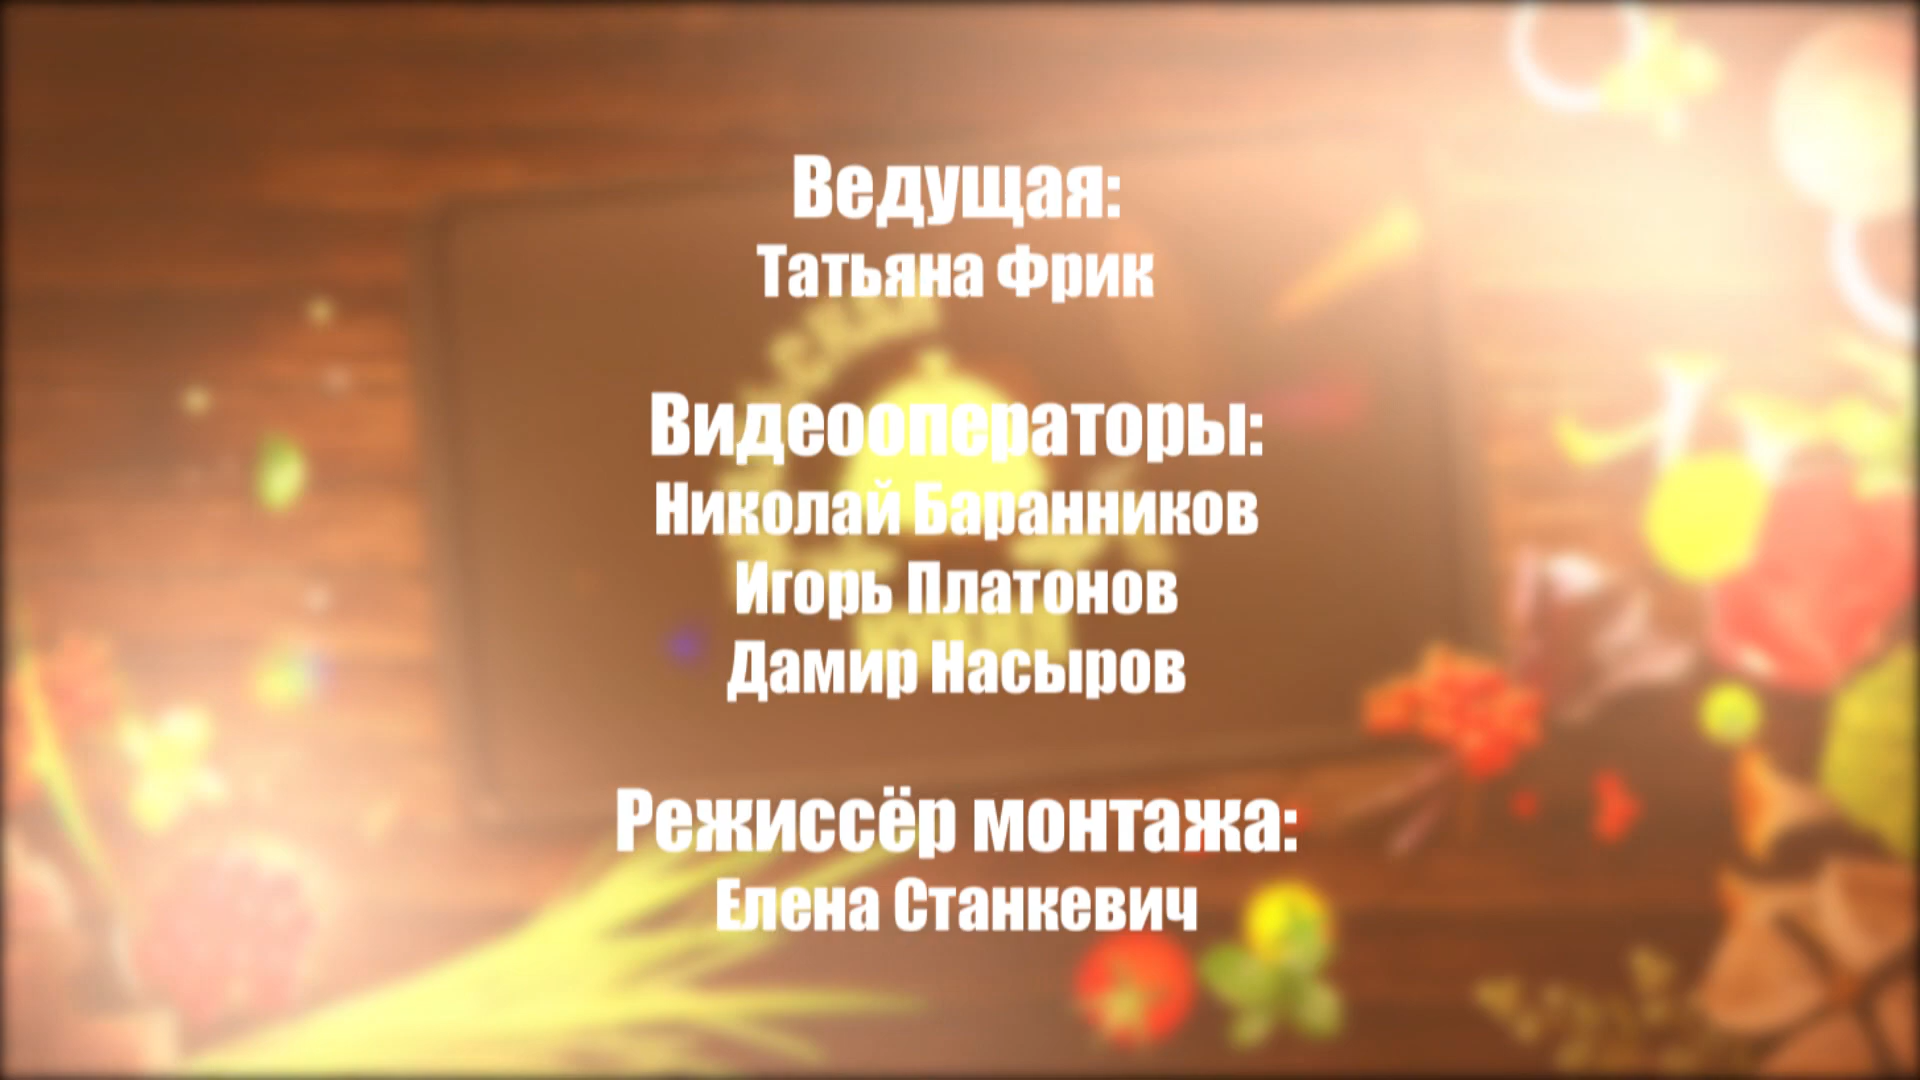 Ведущая:
Татьяна Фрик
Видеооператоры:
Николай Баранников
Игорь Платонов
Дамир Насыров
Режиссёр монтажа:
Елена Станкевич